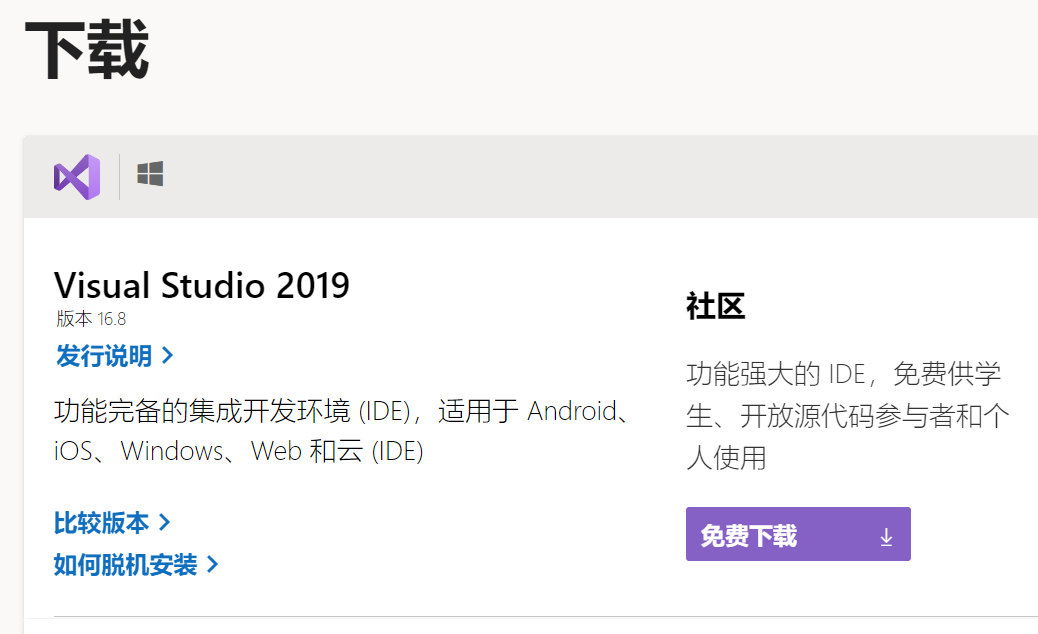 下载
Visual Studio 2019
版本 16.8
发行说明
功能完备的集成开发环境 (IDE)，适用于 Android、
iOS、Windows、Web 和云 (IDE)
比较版本
如何脱机安装
社区
功能强大的 IDE，免费供学
生、开放源代码参与者和个
人使用
免费下载